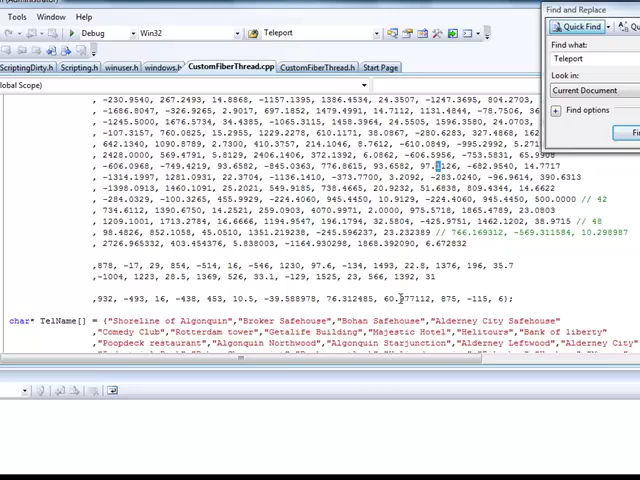 Find and Replace
Tools Window Help
Debug Win32 Teleport
Quick Find
Find what:
Teleport
Look in:
Current Document
Find options
ScriptingDirty.h Scripting.h winuser.h windows.h CustomFiberThread.cpp CustomFiberThread.h Start Page
lobal Scope)
, -230.9540, 267.2493, 14.8868, -1157.1395, 1386.4534, 24.3507, -1247.3695, 804.2703,
, -1676.5734, -326.9265, 2.9007, 697.1852, 1479.4991, 14.7112, 1131.4844, -78.7506,
, -1245.5000, 34.4364, -1065.3115, 1458.3964, 24.5505, 1596.3580, 24.0703,
, -107.3157, 760.0825, 15.2955, 1229.2278, 610.1171, 38.0867, -280.6283, 327.4868, 162
, 642.1340, 1090.8789, 2.7300, 410.3757, 214.0476, 8.7612, -610.0849, -995.2992,
, 2428.0000, 569.4791, 5.8129, 2406.1406, 372.1392, 6.0862, -606.5956, -753.5831, 65.9908
, -606.0968, -749.4219, 93.6582, -845.0363, 776.8615, 93.6582, 97.1126, -682.9540, 14.7717
, -1314.1997, 1281.0931, 22.3704, -1136.1410, -373.7700, 3.2092, -283.0240, -96.9614, 390.6313
, -1398.0913, 1460.1091, 25.2021, 549.9185, 738.4665, 20.9232, 51.6838, 809.4344, 14.6622
, -284.0329, -100.3265, 455.9929, -224.4060, 945.4450, 10.9129, -224.4060, 945.4450, 500.0000 // 42
, 734.6112, 1390.6750, 14.2521, 259.0803, 4070.9971, 2.0000, 975.5718, 1865.4789, 23.0803
, 1209.1001, 1713.2784, 16.6666, 1194.9547, 196.1794, 32.5804, -425.9751, 1462.1202, 38.9715 // 48
, 98.4826, 852.1058, 45.0510, 1351.219238, -245.596237, 23.232389 // 766.169312, -569.311584, 10.298987
, 2726.965332, 403.454376, 5.838003, -1164.930298, 1868.392090, 6.672832
,878, -17, 29, 854, -514, 16, -546, 1230, 97.6, -134, 1493, 22.8, 1376, 196, 35.7
,-1004, 1223, 28.5, 1369, 526, 33.1, -129, 1525, 23, 566, 1392, 31
,932, -493, 16, -438, 453, 10.5, -39.588978, 76.312485, 60.277112, 875, -115, 6);
char* TelName[] = {"Shoreline of Algonquin","Broker Safehouse","Bohan Safehouse","Alderney City Safehouse"
,"Comedy Club","Rotterdam tower","Getalife Building","Majestic Hotel","Helitours","Bank of liberty"
,"Poopdeck restaurant","Algonquin Northwood","Algonquin Starjunction","Alderney Leftwood","Alderney